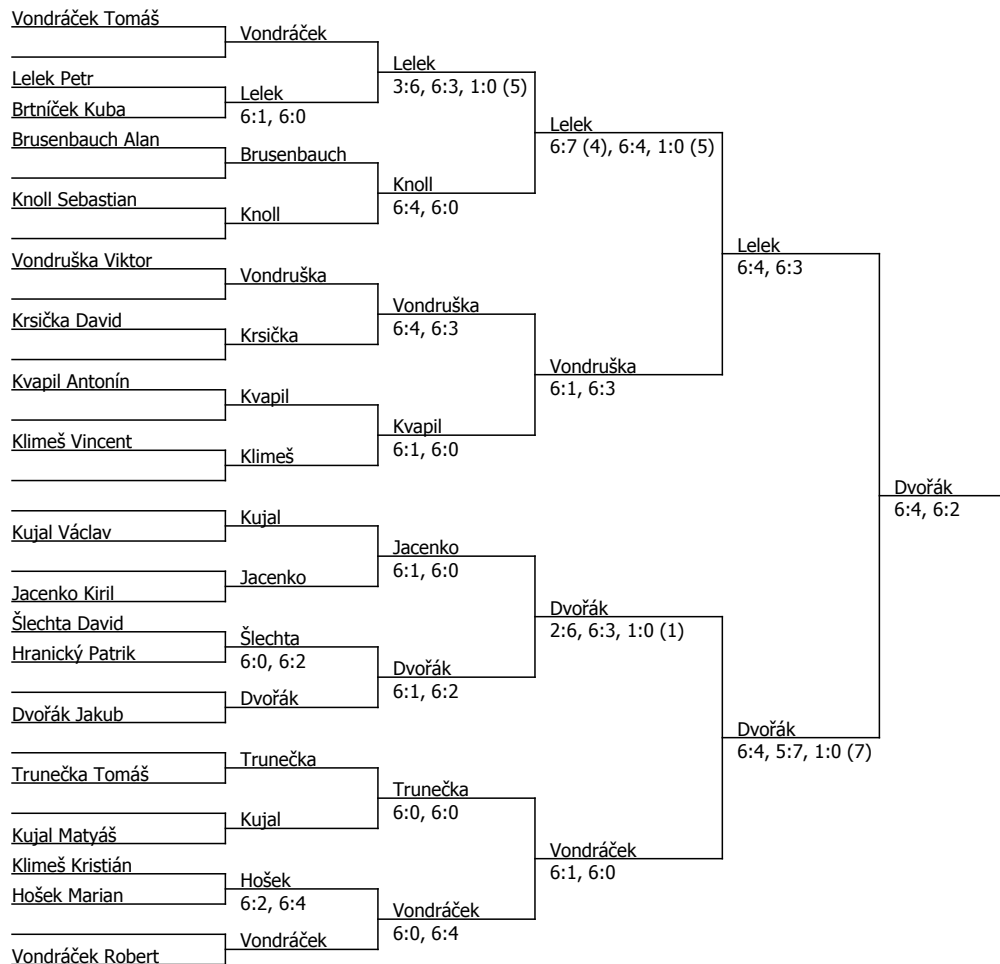 Vondráček Tomáš
Lelek Petr
Brtníček Kuba
Brusenbauch Alan
Knoll Sebastian
Vondruška Viktor
Krsička David
Kvapil Antonín
Klimeš Vincent
Kujal Václav
Jacenko Kiril
Šlechta David
Hranický Patrik
Dvořák Jakub
Trunečka Tomáš
Kujal Matyáš
Klimeš Kristián
Hošek Marian
Vondráček Robert
Vondráček
Lelek
6:1, 6:0
Brusenbauch
Knoll
Vondruška
Krsička
Kvapil
Klimeš
Kujal
Jacenko
Šlechta
6:0, 6:2
Dvořák
Trunečka
Kujal
Hošek
6:2, 6:4
Vondráček
Lelek
3:6, 6:3, 1:0 (5)
Knoll
6:4, 6:0
Vondruška
6:4, 6:3
Kvapil
6:1, 6:0
Jacenko
6:1, 6:0
Dvořák
6:1, 6:2
Trunečka
6:0, 6:0
Vondráček
6:0, 6:4
Lelek
6:7 (4), 6:4, 1:0 (5)
Vondruška
6:1, 6:3
Dvořák
2:6, 6:3, 1:0 (1)
Vondráček
6:1, 6:0
Lelek
6:4, 6:3
Dvořák
6:4, 5:7, 1:0 (7)
Dvořák
6:4, 6:2